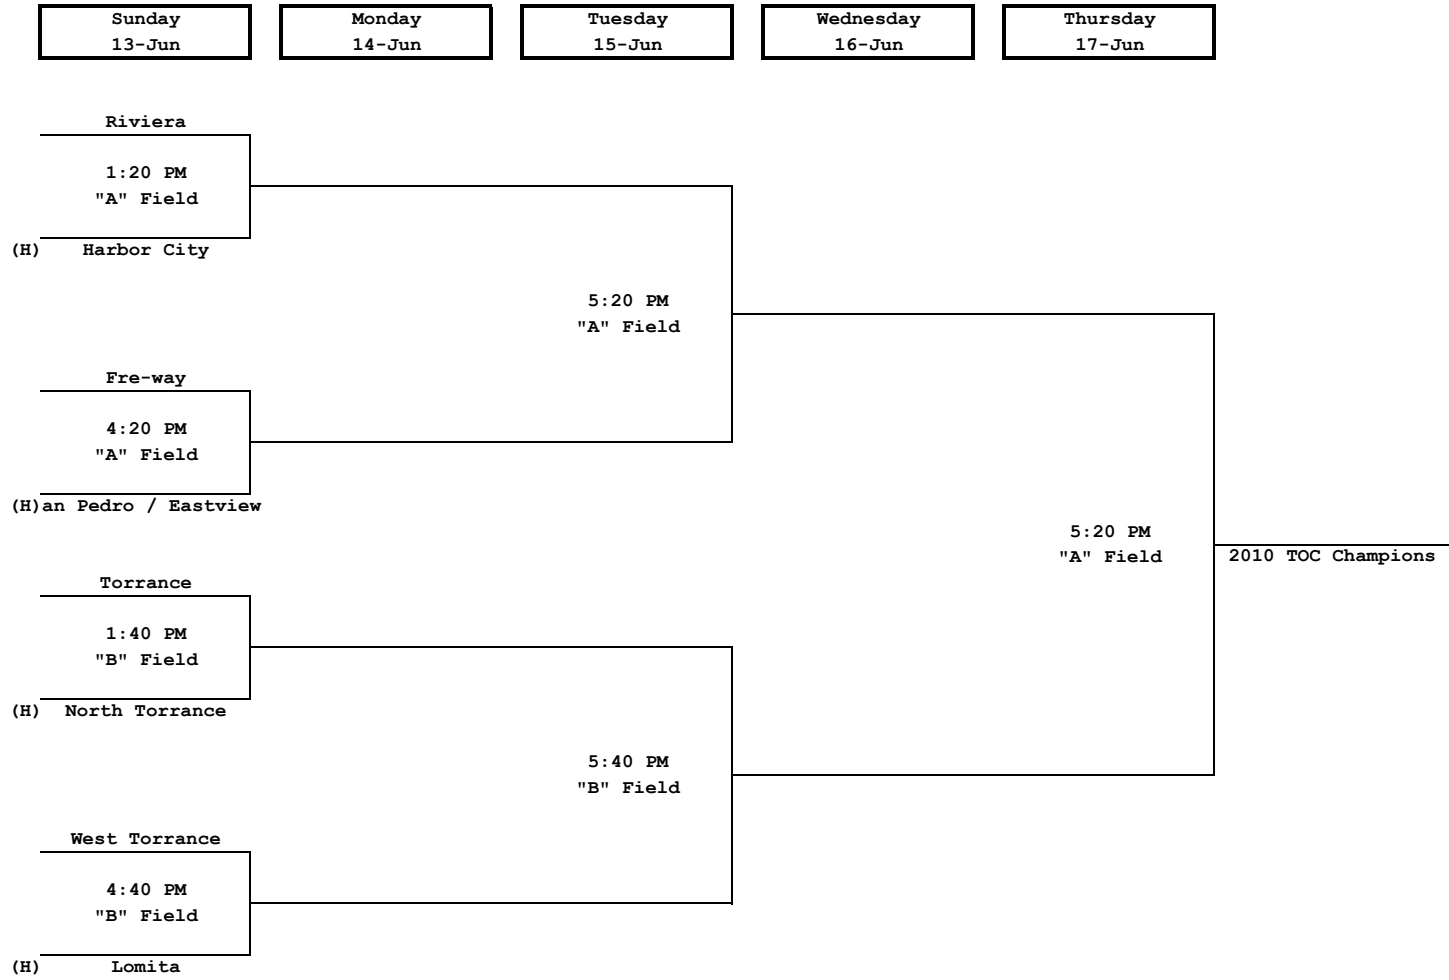 Sunday Monday Tuesday Wednesday Thursday
13-Jun 14-Jun 15-Jun 16-Jun 17-Jun
Riviera
1:20 PM
"A" Field
(H) Harbor City
5:20 PM
"A" Field
Fre-way
4:20 PM
"A" Field
(H)an Pedro / Eastview
5:20 PM
"A" Field 2010 TOC Champions
Torrance
1:40 PM
"B" Field
(H) North Torrance
5:40 PM
"B" Field
West Torrance
4:40 PM
"B" Field
(H) Lomita